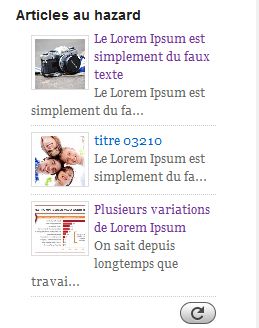 Articles au hazard
Le Lorem Ipsum est
simplement du faux
texte
Le Lorem Ipsum est
simplement du fa...
titre 03210
Le Lorem Ipsum est
simplement du fa...
Plusieurs variations
de Lorem Ipsum
On sait depuis
longtemps que
travai...